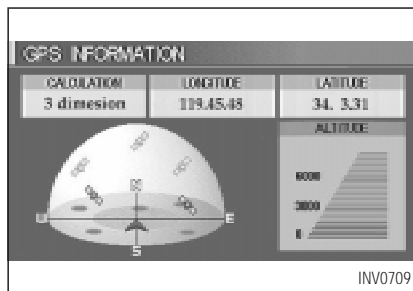 GPS INFORMATION
CALCULATION LONGITUDE LATITUDE
3 dimesion 119.45.48 34. 3.31
ALTITUDE
N
6000
3000
E
0
S
INV0709